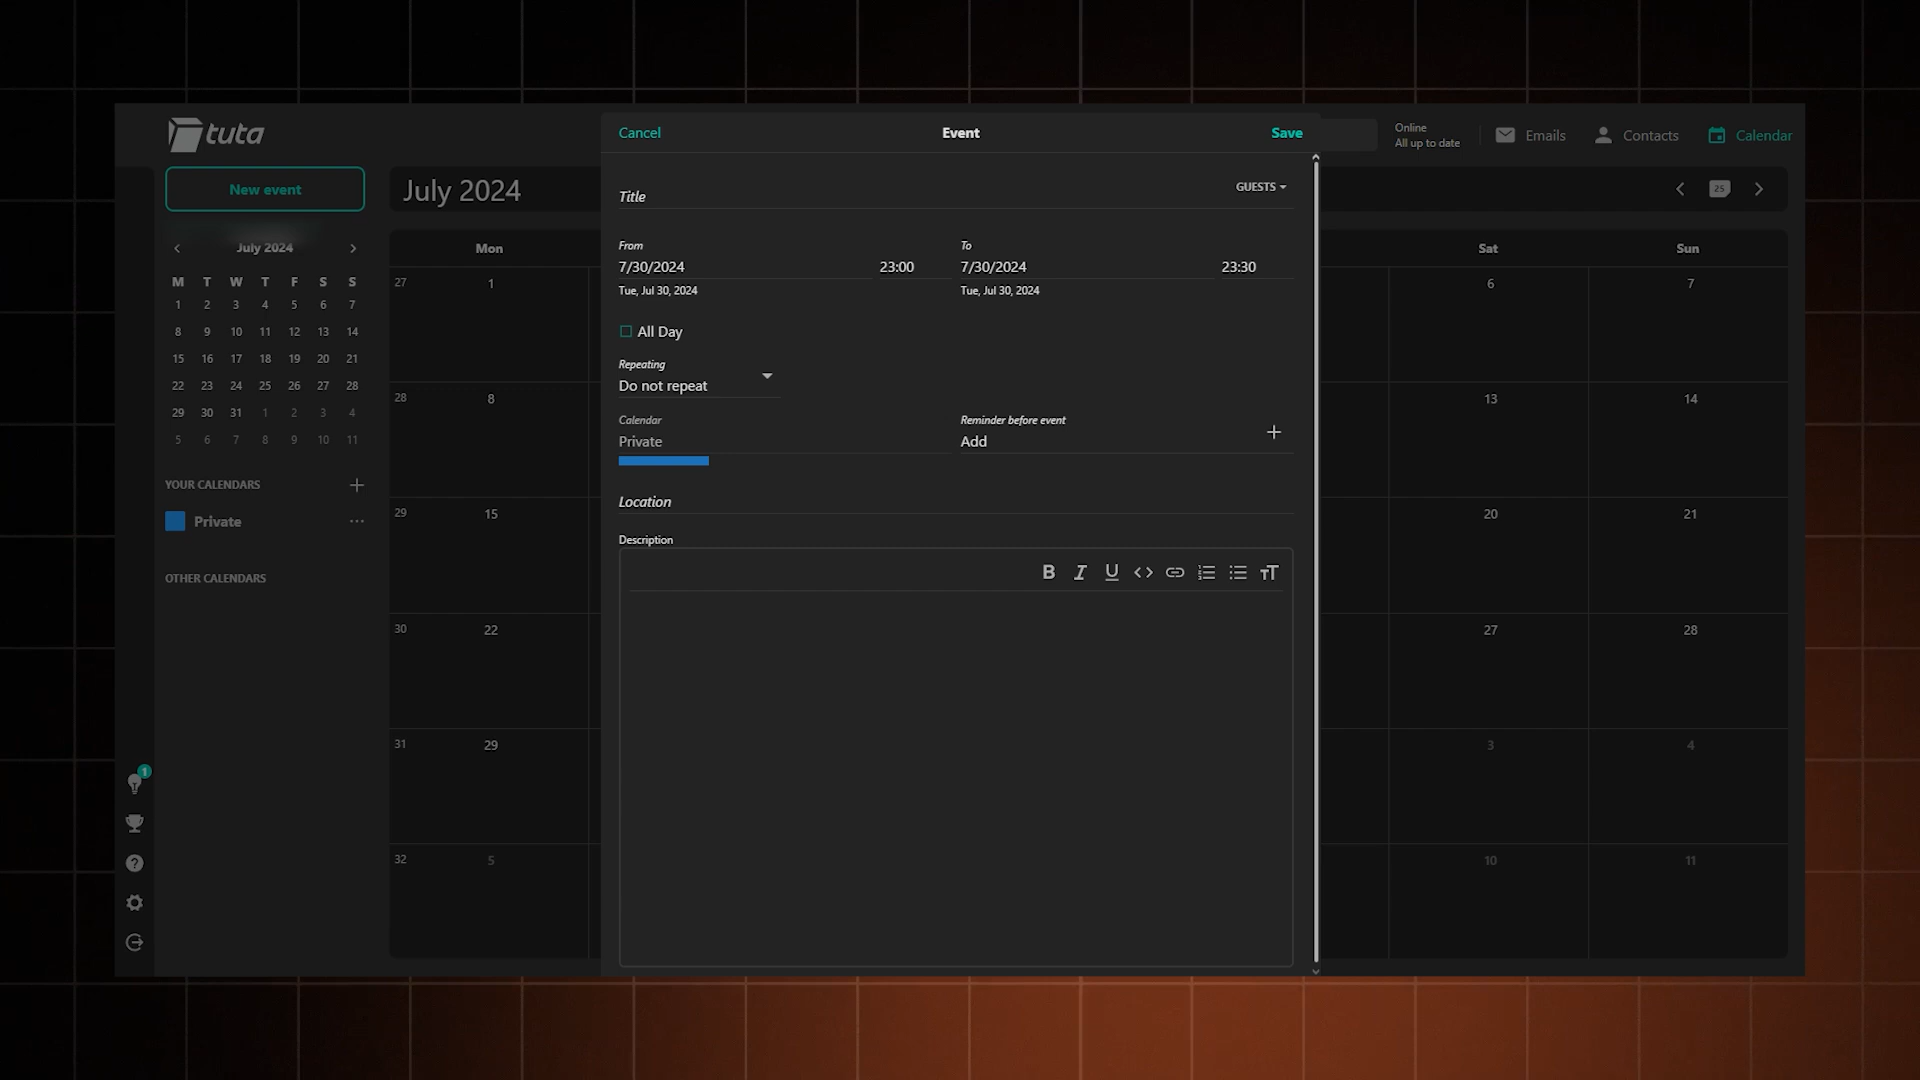 tuta
Cancel
Event
Save
Online
All up to date
Emails
Contacts
Calendar
New event
July 2024
25
GUESTS
Title
July 2024
M T W T F S S
1 2 3 4 5 6 7
8 9 10 11 12 13 14
15 16 17 18 19 20 21
22 23 24 25 26 27 28
29 30 31 1 2 3 4
5 6 7 8 9 10 11
YOUR CALENDARS
Private
OTHER CALENDARS
1
Mon
Sat
Sun
27 1
6 7
28 8
13 14
29 15
20 21
30 22
27 28
31 29
3 4
32 5
10 11
From
7/30/2024 23:00
Tue, Jul 30, 2024
To
7/30/2024 23:30
Tue, Jul 30, 2024
All Day
Repeating
Do not repeat
Calendar
Private
Reminder before event
Add
Location
Description
B I U